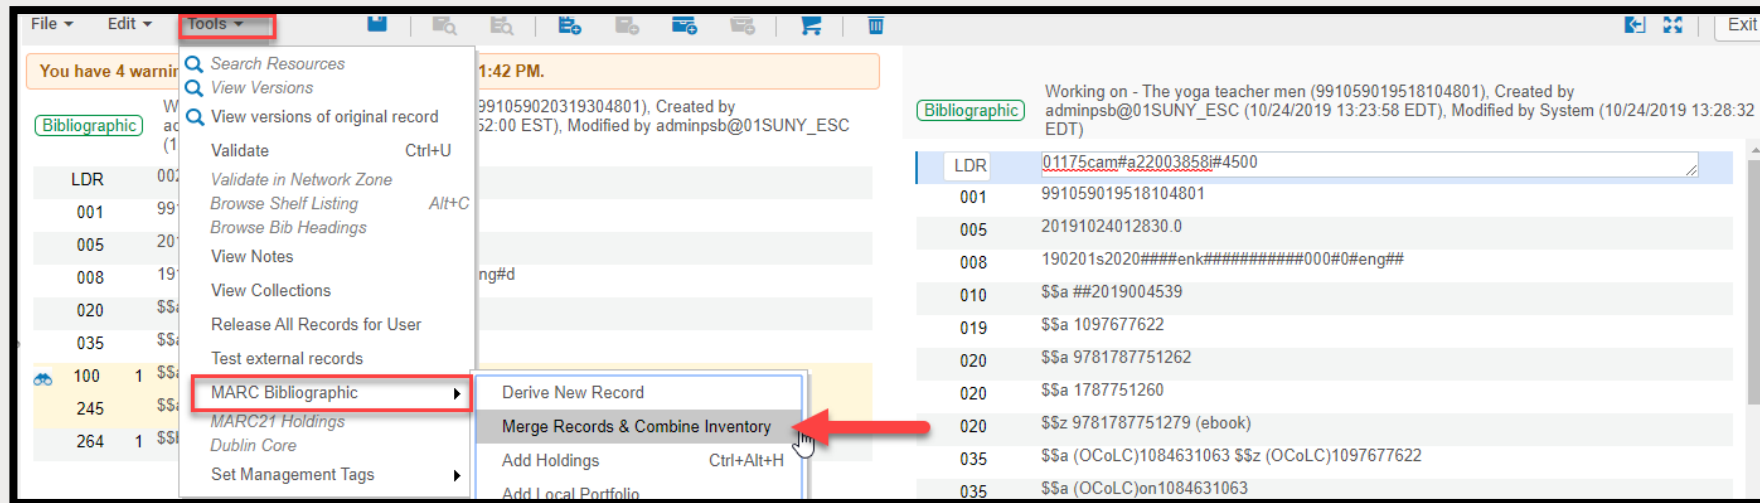 File Edit Tools Exit
You have 4 warnin 1:42 PM.
Search Resources
View Versions
View versions of original record
Validate Ctrl+U
Validate in Network Zone
Browse Shelf Listing Alt+C
Browse Bib Headings
View Notes
View Collections
Release All Records for User
Test external records
MARC Bibliographic
MARC21 Holdings
Dublin Core
Set Management Tags
Derive New Record
Merge Records & Combine Inventory
Add Holdings Ctrl+Alt+H
Add Local Portfolio
Bibliographic
991059020319304801), Created by
52:00 EST), Modified by adminpsb@01SUNY_ESC
(1
LDR 002
001 99
005 20
008 19 ng#d
020 $$a
035 $$a
100 1 $$a
245 $$a
264 1 $$b
Bibliographic
Working on - The yoga teacher men (991059019518104801), Created by
adminpsb@01SUNY_ESC (10/24/2019 13:23:58 EDT), Modified by System (10/24/2019 13:28:32
EDT)
LDR 01175cam#a22003858i#4500
001 991059019518104801
005 20191024012830.0
008 190201s2020####enk###########000#0#eng##
010 $$a ##2019004539
019 $$a 1097677622
020 $$a 9781787751262
020 $$a 1787751260
020 $$z 9781787751279 (ebook)
035 $$a (OCoLC)1084631063 $$z (OCoLC)1097677622
035 $$a (OCoLC)on1084631063